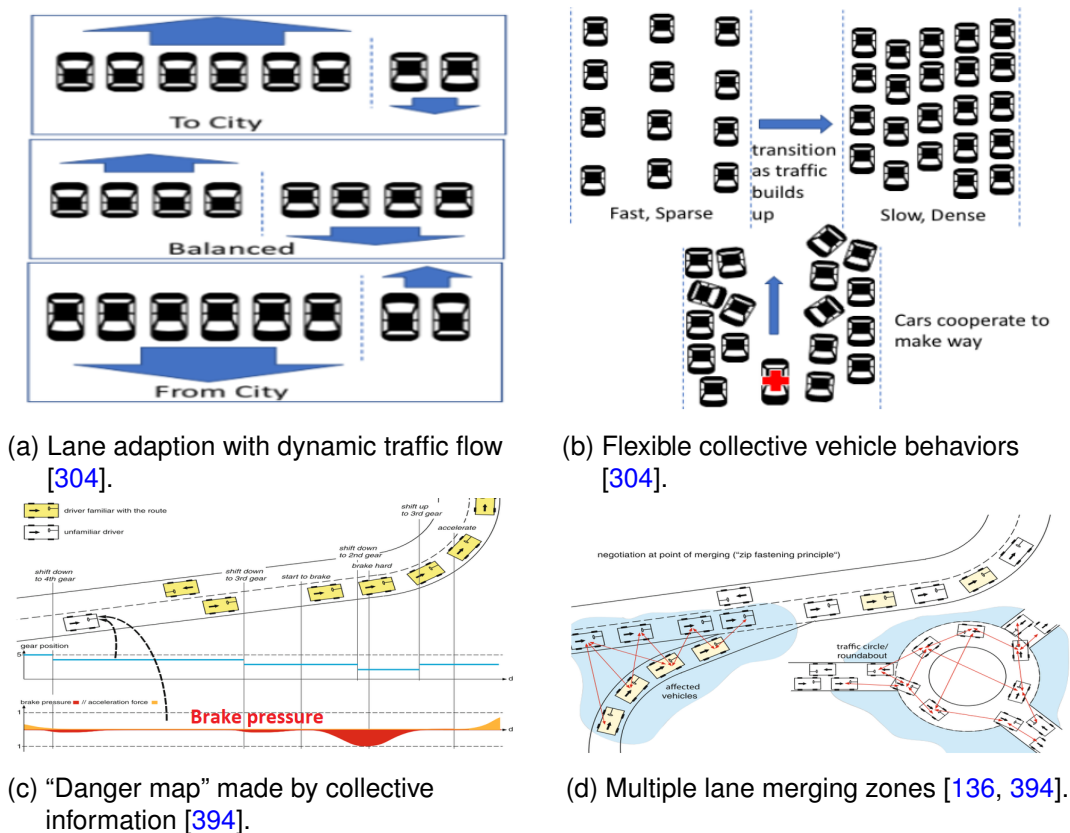 To City
Balanced
From City
transition
as traffic
builds
up
Fast, Sparse
Slow, Dense
Cars cooperate to
make way
(a) Lane adaption with dynamic traffic flow
[304].
(b) Flexible collective vehicle behaviors
[304].
driver familiar with the route
unfamiliar driver
shift up
to 3rd gear
accelerate
shift down
to 2nd gear
brake hard
shift down
to 4th gear
shift down
to 3rd gear
start to brake
gear position
5
d
brake pressure // acceleration force
1
Brake pressure
d
1
negotiation at point of merging ("zip fastening principle")
traffic circle/
roundabout
affected
vehicles
(c) “Danger map” made by collective
information [394].
(d) Multiple lane merging zones [136, 394].